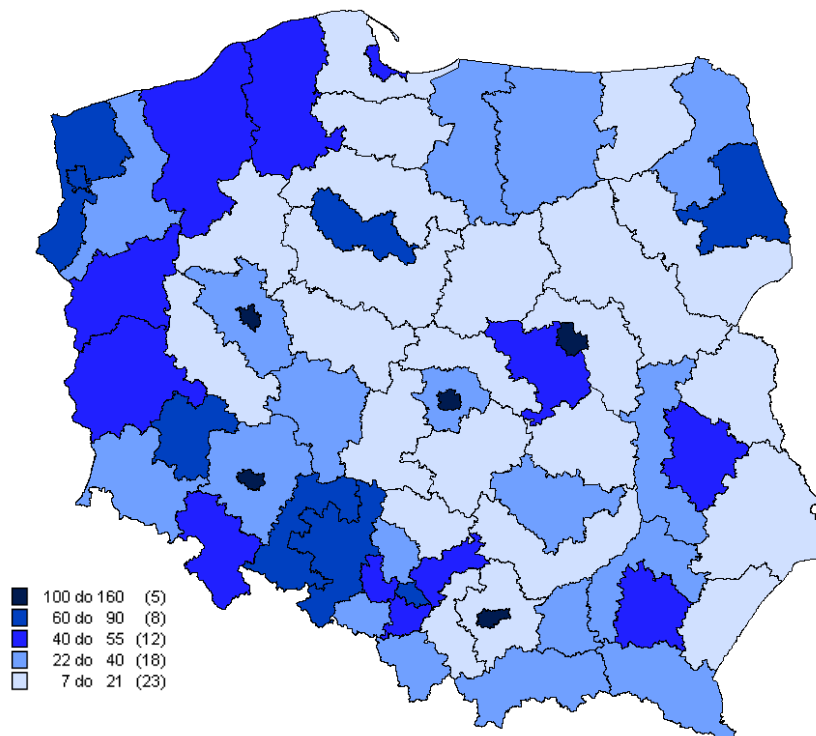 100 do 160 (5)
60 do 90 (8)
40 do 55 (12)
22 do 40 (18)
7 do 21 (23)